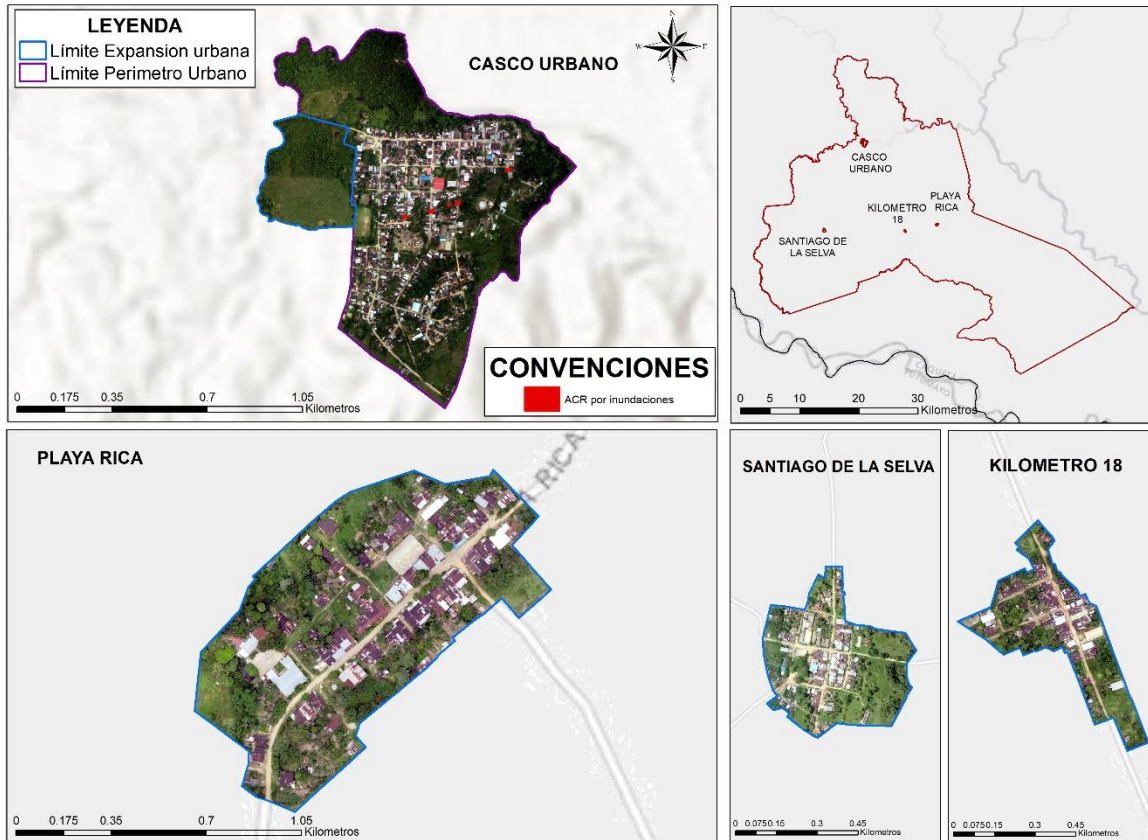 LEYENDA
Límite Expansion urbana
Límite Perimetro Urbano
CASCO URBANO
N
W
E
S
CONVENCIONES
ACR por inundaciones
0 0.175 0.35 0.7 1.05
Kilometros
CASCO
URBANO
PLAYA
RICA
KILOMETRO
18
SANTIAGO DE
LA SELVA
CAQUETA
PUTUMAYO
0 5 10 20 30
Kilometros
PLAYA RICA
RICA
0 0.175 0.35 0.7 1.05
Kilometros
SANTIAGO DE LA SELVA
0 0.075 0.15 0.3 0.45
Kilometros
KILOMETRO 18
0 0.075 0.15 0.3 0.45
Kilometros